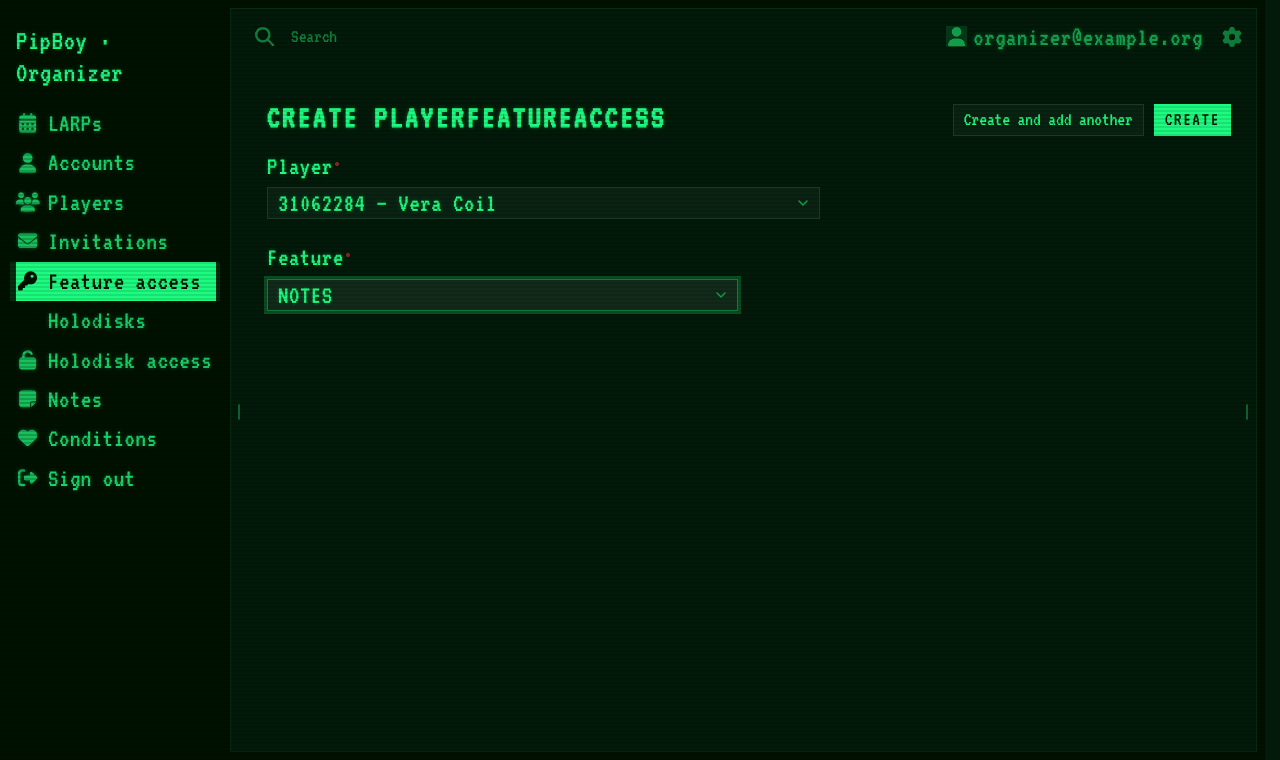 PipBoy ·
Organizer
LARPs
Accounts
Players
Invitations
Feature access
Holodisks
Holodisk access
Notes
Conditions
Sign out
Search
organizer@example.org
CREATE PLAYERFEATUREACCESS
Create and add another
CREATE
Player
31062284 – Vera Coil
Feature
NOTES